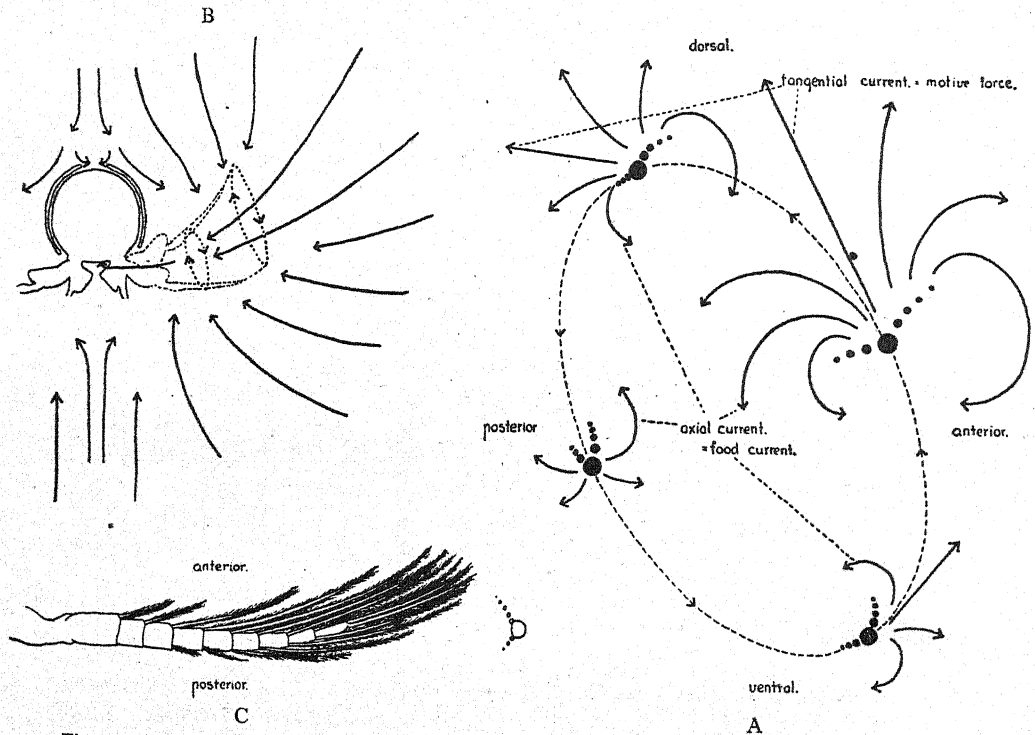 B
dorsal.
tangential current. = motive force.
posterior
axial current.
=food current.
anterior.
anterior.
posterior.
ventral.
C
A